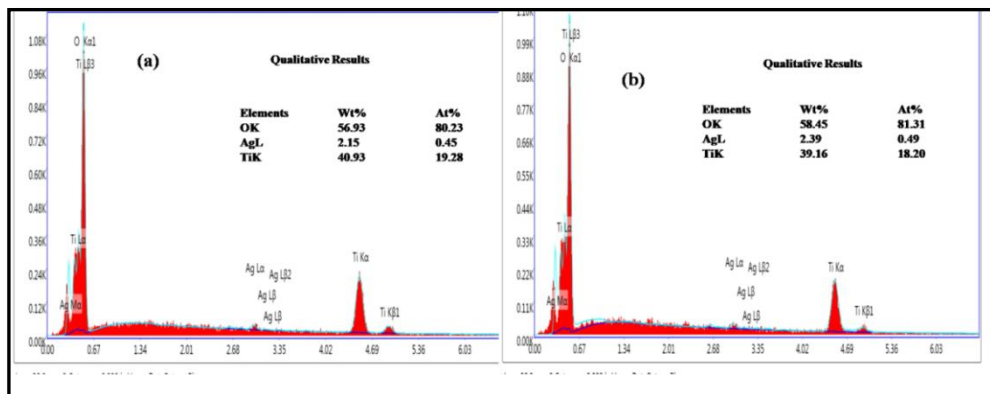 (a)
Qualitative Results
Elements Wt% At%
OK 56.93 80.23
AgL 2.15 0.45
TiK 40.93 19.28
1.08K
0.96K
0.84K
0.72K
0.60K
0.48K
0.36K
0.24K
0.12K
0.00K
O Kα1
Ti Lβ3
Ti Lα
Ag Mα
Ag Lα
Ag Lβ2
Ag Lβ
Ag Lβ
Ti Kα
Ti Kβ1
0.00 0.67 1.34 2.01 2.68 3.35 4.02 4.69 5.36 6.03
(b)
Qualitative Results
Elements Wt% At%
OK 58.45 81.31
AgL 2.39 0.49
TiK 39.16 18.20
1.10K
0.99K
0.88K
0.77K
0.66K
0.55K
0.44K
0.33K
0.22K
0.11K
0.00K
Ti Lβ3
O Kα1
Ti Lα
Ag Mα
Ag Lα
Ag Lβ2
Ag Lβ
Ag Lβ
Ti Kα
Ti Kβ1
0.00 0.67 1.34 2.01 2.68 3.35 4.02 4.69 5.36 6.03